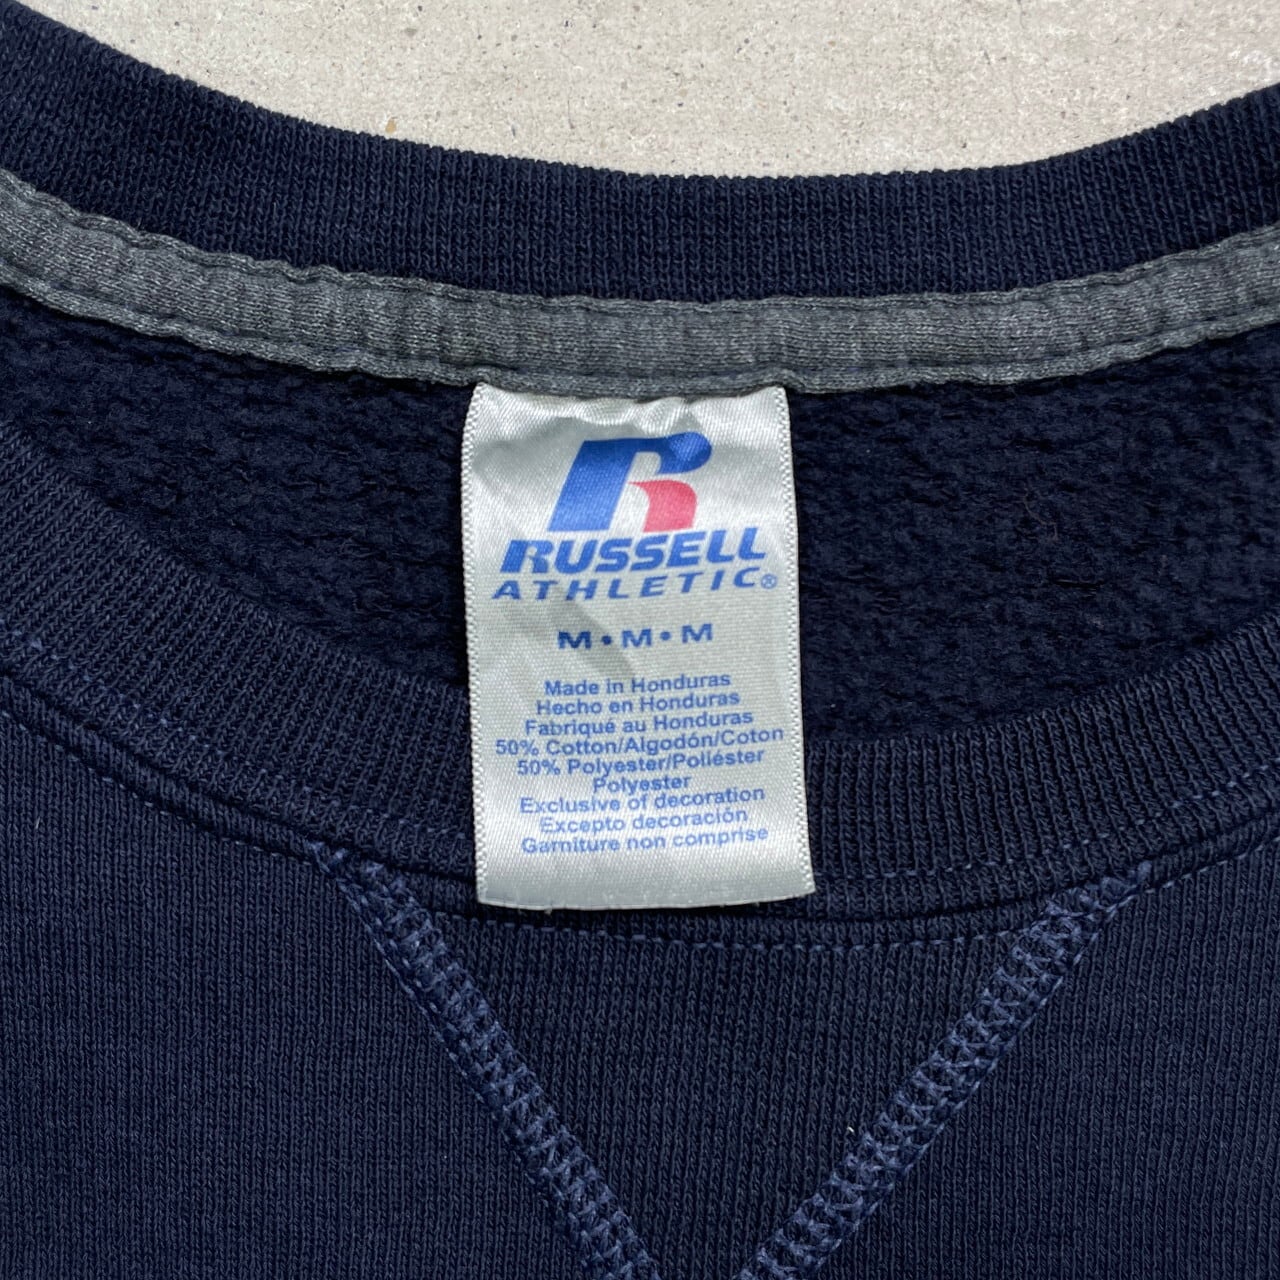 RUSSELL
ATHLETIC®
M•M•M
Made in Honduras
Hecho en Honduras
Fabriqué au Honduras
50% Cotton/Algodón/Coton
50% Polyester/Poliéster
Polyester
Exclusive of decoration
Excepto decoración
Garniture non comprise